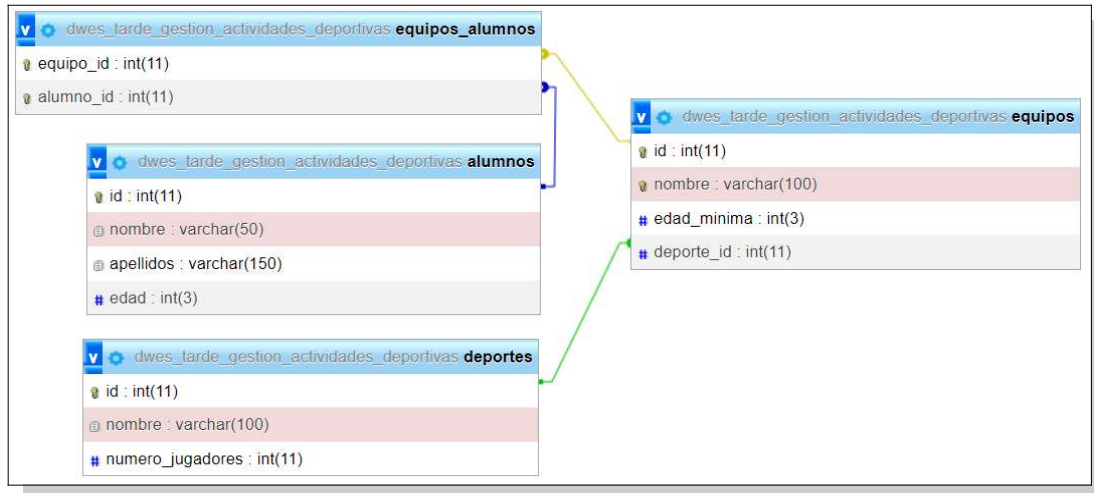 dwes_tarde_gestion_actividades_deportivas equipos_alumnos
equipo_id : int(11)
alumno_id : int(11)
v dwes_tarde_gestion_actividades_deportivas alumnos
id : int(11)
nombre : varchar(50)
apellidos : varchar(150)
# edad : int(3)
v dwes_tarde_gestion_actividades_deportivas deportes
id : int(11)
nombre : varchar(100)
# numero_jugadores : int(11)
v dwes_tarde_gestion_actividades_deportivas equipos
id : int(11)
nombre : varchar(100)
# edad_minima : int(3)
# deporte_id : int(11)